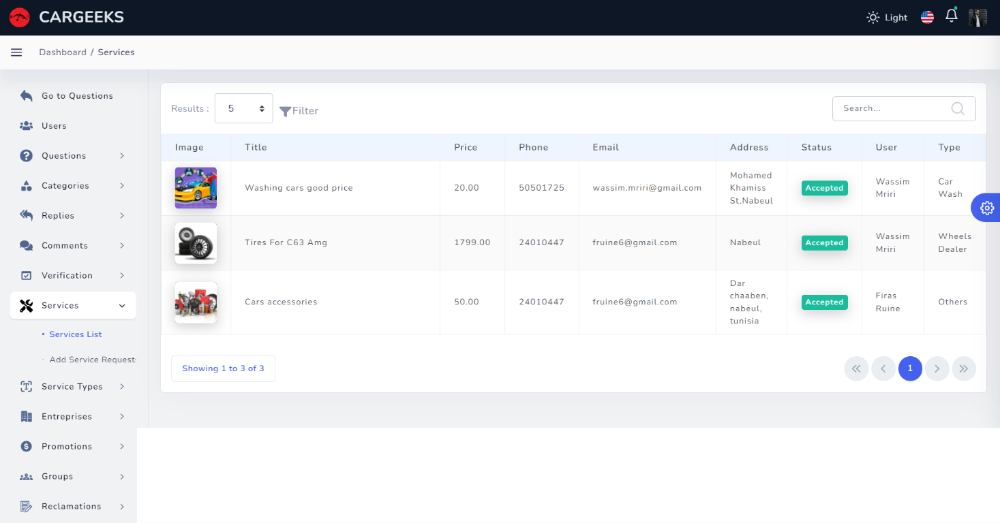 CARGEEKS
Light
Dashboard / Services
Go to Questions
Users
Questions
Categories
Replies
Comments
Verification
Services
Services List
Add Service Requests
Service Types
Entreprises
Promotions
Groups
Reclamations
Results :
5
Filter
Search...
Image Title Price Phone Email Address Status User Type
Washing cars good price 20.00 50501725 wassim.mriri@gmail.com
Mohamed
Khamiss
St,Nabeul
Accepted
Wassim
Mriri
Car
Wash
Tires For C63 Amg 1799.00 24010447 fruine6@gmail.com Nabeul Accepted
Wassim
Mriri
Wheels
Dealer
Cars accessories 50.00 24010447 fruine6@gmail.com
Dar
chaaben,
nabeul,
tunisia
Accepted
Firas
Ruine
Others
Showing 1 to 3 of 3
1